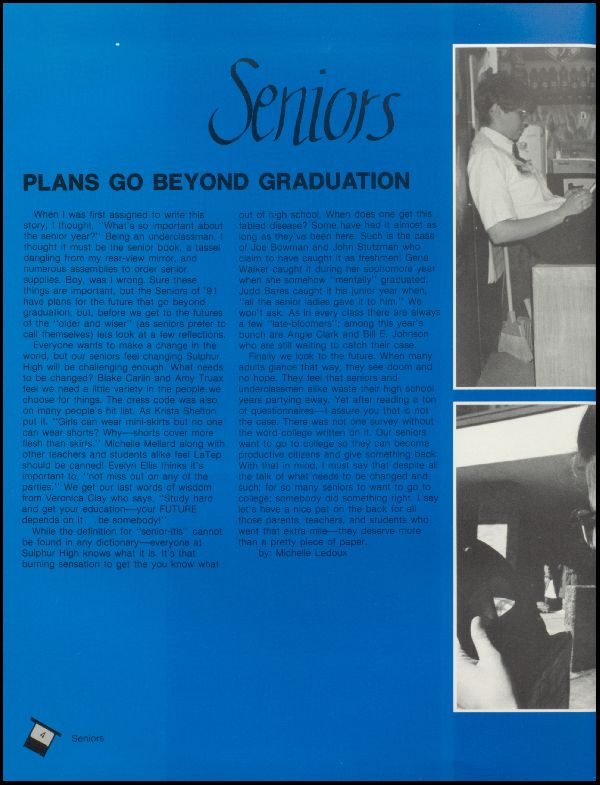 Seniors
PLANS GO BEYOND GRADUATION
When I was first assigned to write this
story, I thought, "What's so important about
the senior year?" Being an underclassman, I
thought it must be the senior book, a tassel
dangling from my rear-view mirror, and
numerous assemblies to order senior
supplies. Boy, was I wrong. Sure these
things are important, but the Seniors of '91
have plans for the future that go beyond
graduation, but, before we get to the futures
of the "older and wiser" (as seniors prefer to
call themselves) lets look at a few reflections.
Everyone wants to make a change in the
world, but our seniors feel changing Sulphur
High will be challenging enough. What needs
to be changed? Blake Carlin and Amy Truax
feel we need a little variety in the people we
choose for things. The dress code was also
on many people's hit list. As Krista Shelton
put it, "Girls can wear mini-skirts but no one
can wear shorts? Why—shorts cover more
flesh than skirts." Michelle Mellard along with
other teachers and students alike feel LaTep
should be canned! Evelyn Ellis thinks it's
important to, "not miss out on any of the
parties." We get our last words of wisdom
from Veronica Clay who says, "Study hard
and get your education—your FUTURE
depends on it . . . be somebody!"
While the definition for "senior-itis" cannot
be found in any dictionary—everyone at
Sulphur High knows what it is. It's that
burning sensation to get the you know what
out of high school. When does one get this
fabled disease? Some have had it almost as
long as they've been here. Such is the case
of Joe Bowman and John Stutzman who
claim to have caught it as freshmen! Gena
Walker caught it during her sophomore year
when she somehow "mentally" graduated.
Judd Bares caught it his junior year when,
"all the senior ladies gave it to him." We
won't ask. As in every class there are always
a few "late-bloomers"; among this year's
bunch are Angie Clark and Bill E. Johnson
who are still waiting to catch their case.
Finally we look to the future. When many
adults glance that way, they see doom and
no hope. They feel that seniors and
underclassmen alike waste their high school
years partying away. Yet after reading a ton
of questionnaires—I assure you that is not
the case. There was not one survey without
the word college written on it. Our seniors
want to go to college so they can become
productive citizens and give something back.
With that in mind, I must say that despite all
the talk of what needs to be changed and
such; for so many seniors to want to go to
college; somebody did something right. I say
let's have a nice pat on the back for all
those parents, teachers, and students who
went that extra mile—they deserve more
than a pretty piece of paper.
by: Michelle Ledoux
4
Seniors